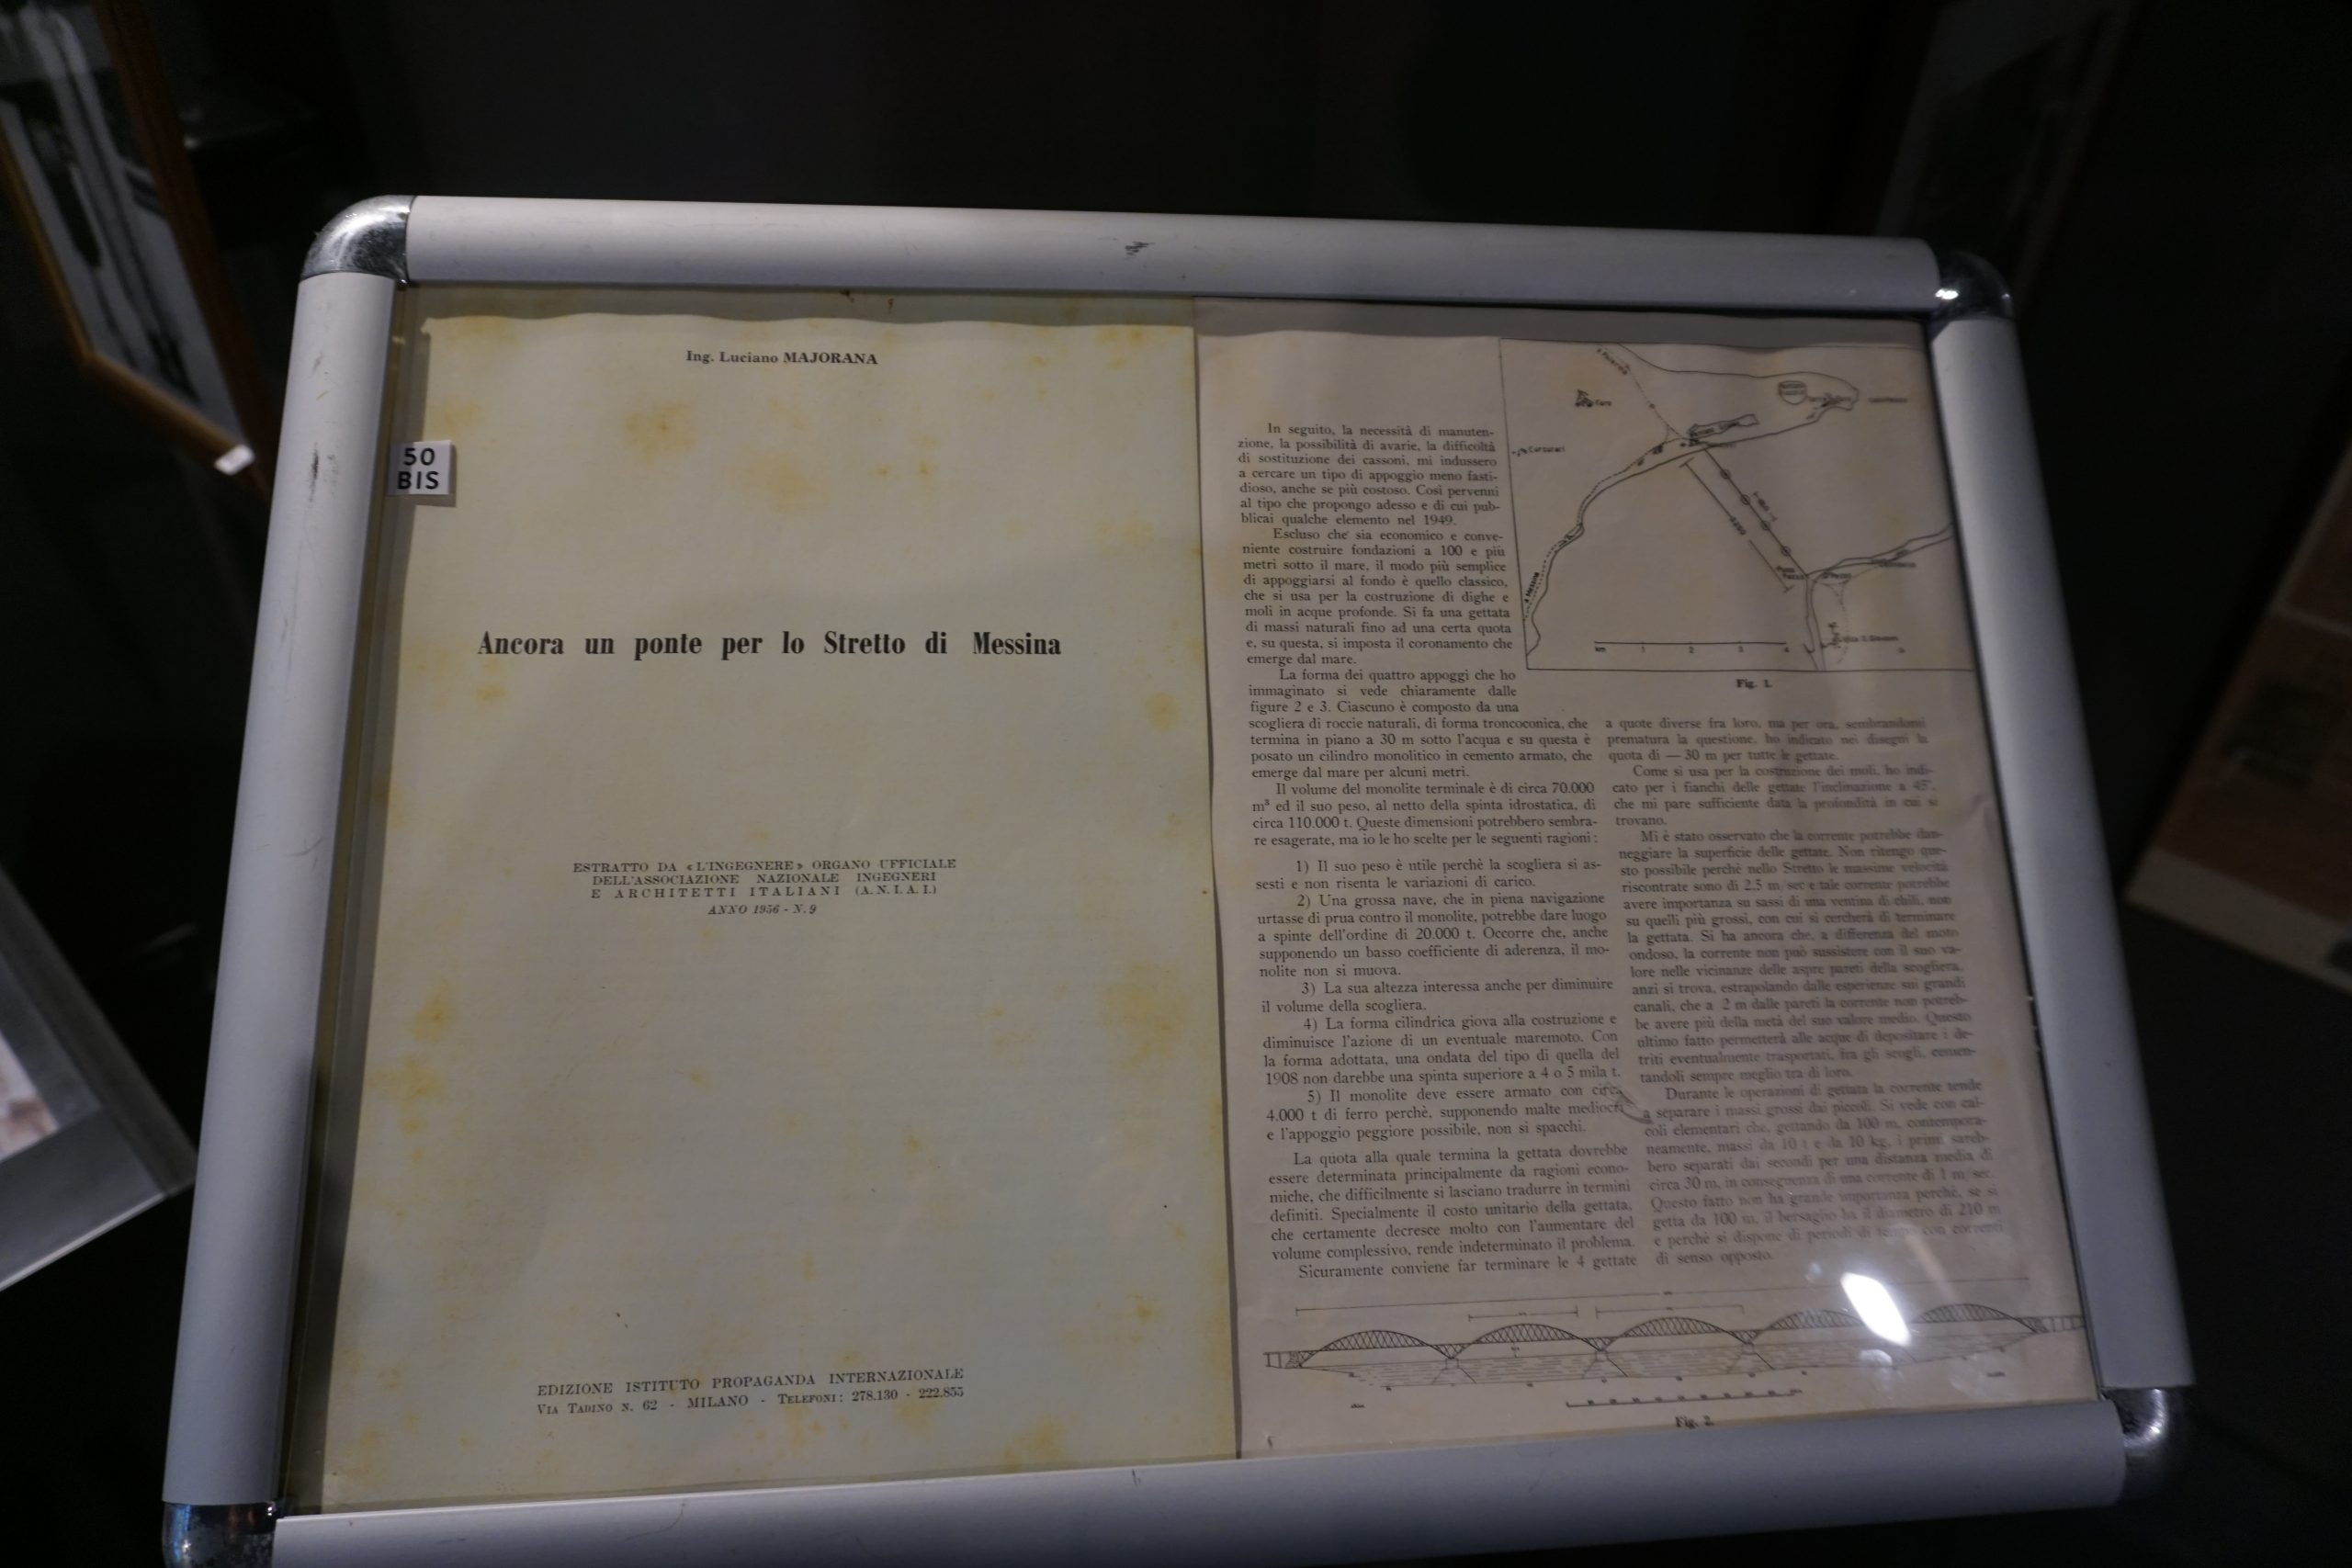 Ing. Luciano MAJORANA
50
BIS
Ancora un ponte per lo Stretto di Messina
ESTRATTO DA «L'INGEGNERE» ORGANO UFFICIALE
DELL'ASSOCIAZIONE NAZIONALE INGEGNERI
E ARCHITETTI ITALIANI (A.N.I.A.I.)
ANNO 1956 - N. 9
EDIZIONE ISTITUTO PROPAGANDA INTERNAZIONALE
VIA TADINO N. 62 - MILANO - TELEFONI: 278.130 - 222.855
In seguito, la necessità di manuten-
zione, la possibilità di avarie, la difficoltà
di sostituzione dei cassoni, mi indussero
a cercare un tipo di appoggio meno fasti-
dioso, anche se più costoso. Così pervenni
al tipo che propongo adesso e di cui pub-
blicai qualche elemento nel 1949.
Escluso che sia economico e conve-
niente costruire fondazioni a 100 e più
metri sotto il mare, il modo più semplice
di appoggiarsi al fondo è quello classico,
che si usa per la costruzione di dighe e
moli in acque profonde. Si fa una gettata
di massi naturali fino ad una certa quota
e, su questa, si imposta il coronamento che
emerge dal mare.
La forma dei quattro appoggi che ho
immaginato si vede chiaramente dalle
figure 2 e 3. Ciascuno è composto da una
scogliera di roccie naturali, di forma troncoconica, che
termina in piano a 30 m sotto l'acqua e su questa è
posato un cilindro monolitico in cemento armato, che
emerge dal mare per alcuni metri.
Il volume del monolite terminale è di circa 70.000
m³ ed il suo peso, al netto della spinta idrostatica, di
circa 110.000 t. Queste dimensioni potrebbero sembra-
re esagerate, ma io le ho scelte per le seguenti ragioni:
1) Il suo peso è utile perchè la scogliera si as-
sesti e non risenta le variazioni di carico.
2) Una grossa nave, che in piena navigazione
urtasse di prua contro il monolite, potrebbe dare luogo
a spinte dell'ordine di 20.000 t. Occorre che, anche
supponendo un basso coefficiente di aderenza, il mo-
nolite non si muova.
3) La sua altezza interessa anche per diminuire
il volume della scogliera.
4) La forma cilindrica giova alla costruzione e
diminuisce l'azione di un eventuale maremoto. Con
la forma adottata, una ondata del tipo di quella del
1908 non darebbe una spinta superiore a 4 o 5 mila t.
5) Il monolite deve essere armato con circa
4.000 t di ferro perchè, supponendo malte mediocri
e l'appoggio peggiore possibile, non si spacchi.
La quota alla quale termina la gettata dovrebbe
essere determinata principalmente da ragioni econo-
miche, che difficilmente si lasciano tradurre in termini
definiti. Specialmente il costo unitario della gettata,
che certamente decresce molto con l'aumentare del
volume complessivo, rende indeterminato il problema.
Sicuramente conviene far terminare le 4 gettate
Faro
km 1 2 3 4
Fig. 1.
a quote diverse fra loro, ma per ora, sembrandomi
prematura la questione, ho indicato nei disegni la
quota di — 30 m per tutte le gettate.
Come si usa per la costruzione dei moli, ho indi-
cato per i fianchi delle gettate l'inclinazione a 45°,
che mi pare sufficiente data la profondità in cui si
trovano.
Mi è stato osservato che la corrente potrebbe dan-
neggiare la superficie delle gettate. Non ritengo que-
sto possibile perchè nello Stretto le massime velocità
riscontrate sono di 2.5 m/sec e tale corrente potrebbe
avere importanza su sassi di una ventina di chili, non
su quelli più grossi, con cui si cercherà di terminare
la gettata. Si ha ancora che, a differenza del moto
ondoso, la corrente non può sussistere con il suo va-
lore nelle vicinanze delle aspre pareti della scogliera,
anzi si trova, estrapolando dalle esperienze sui grandi
canali, che a 2 m dalle pareti la corrente non potreb-
be avere più della metà del suo valore medio. Questo
ultimo fatto permetterà alle acque di depositare i de-
triti eventualmente trasportati, fra gli scogli, cemen-
tandoli sempre meglio tra di loro.
Durante le operazioni di gettata la corrente tende
a separare i massi grossi dai piccoli. Si vede con cal-
coli elementari che, gettando da 100 m, contempora-
neamente, massi da 10 t e da 10 kg, i primi sareb-
bero separati dai secondi per una distanza media di
circa 30 m, in conseguenza di una corrente di 1 m/sec.
Questo fatto non ha grande importanza perchè, se si
getta da 100 m, il bersaglio ha il diametro di 210 m
e perchè si dispone di periodi di tempo con correnti
di senso opposto.
Fig. 2.